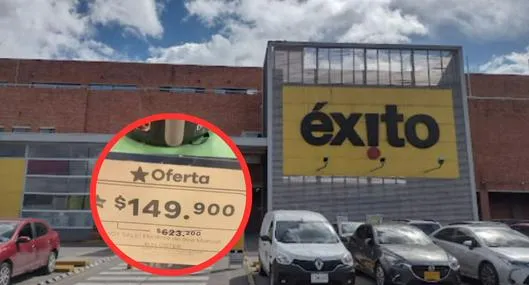 éxito
★Oferta
★ $149.900
$623.200